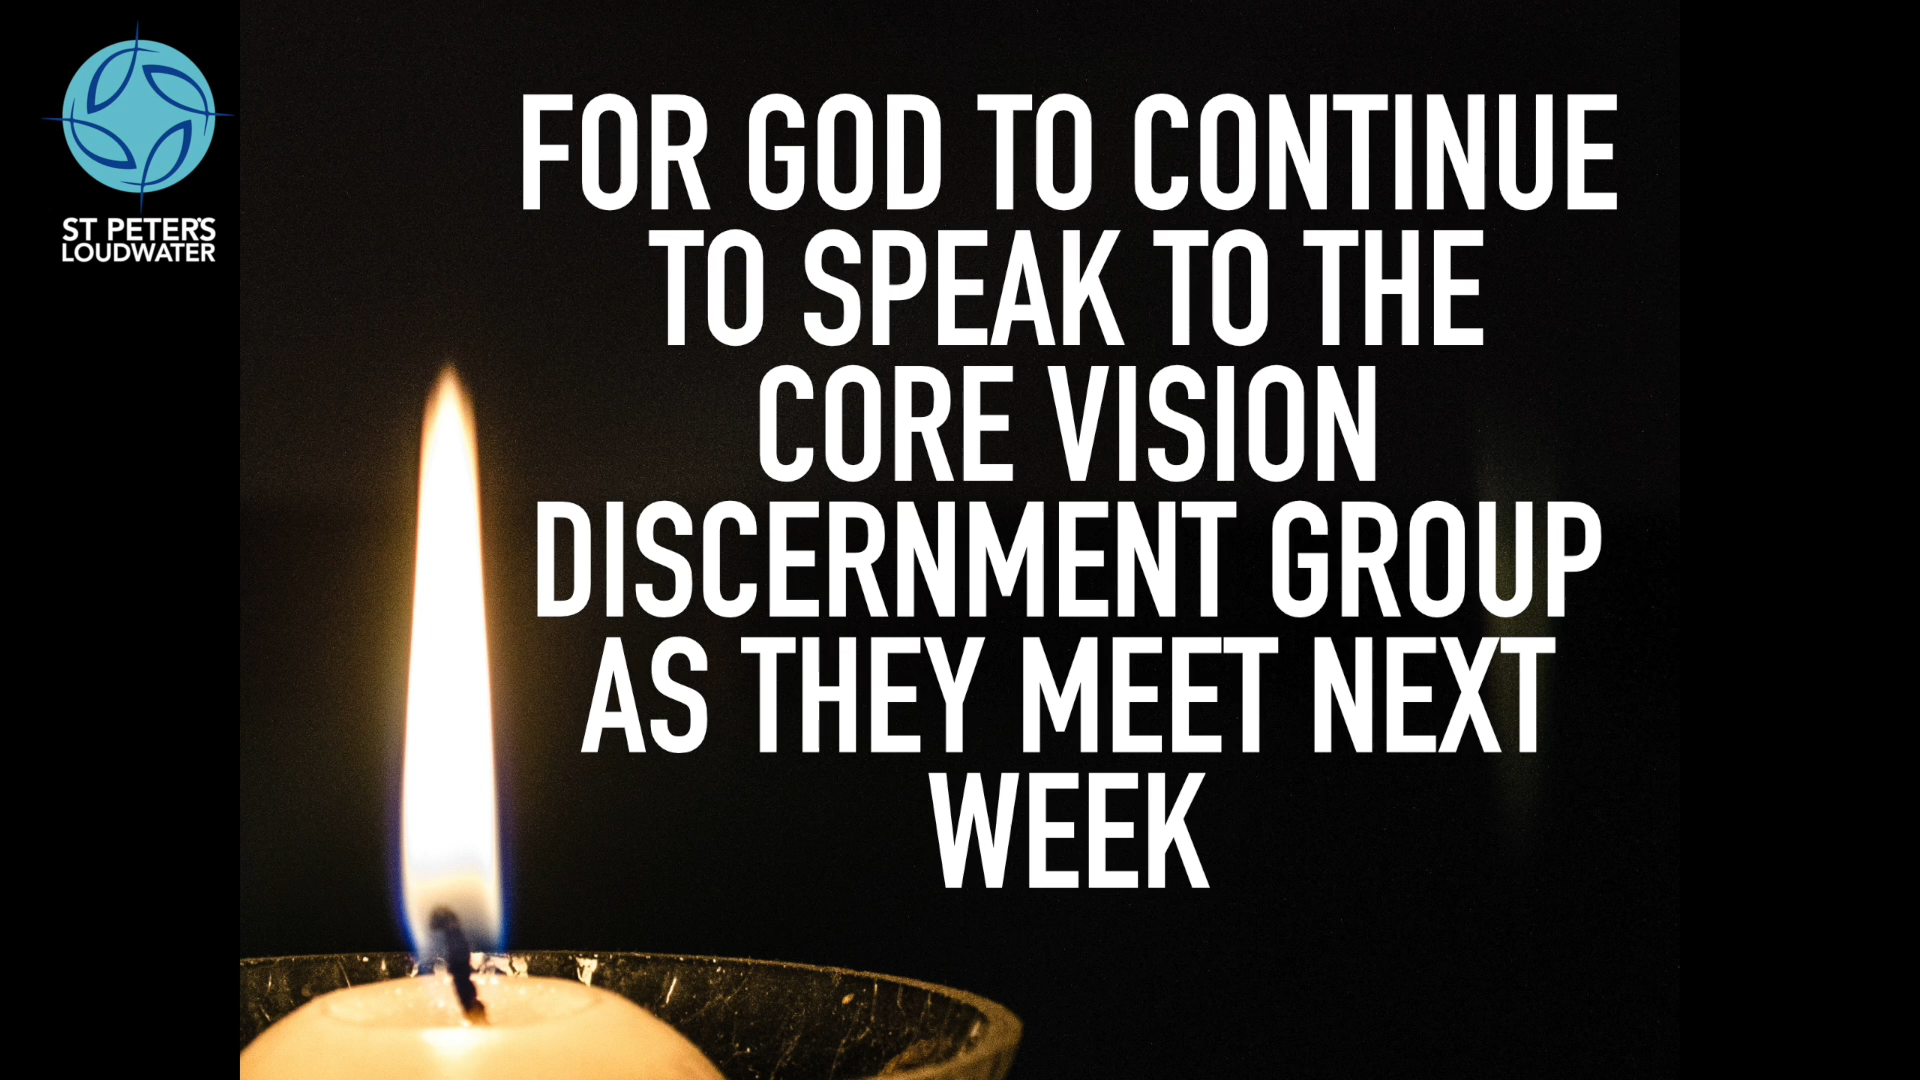 ST PETER'S
LOUDWATER
FOR GOD TO CONTINUE
TO SPEAK TO THE
CORE VISION
DISCERNMENT GROUP
AS THEY MEET NEXT
WEEK